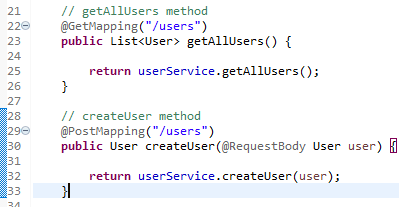 21 // getAllUsers method
22 @GetMapping("/users")
23 public List<User> getAllUsers() {
24
25 return userService.getAllUsers();
26 }
27
28 // createUser method
29 @PostMapping("/users")
30 public User createUser(@RequestBody User user) {
31
32 return userService.createUser(user);
33 }